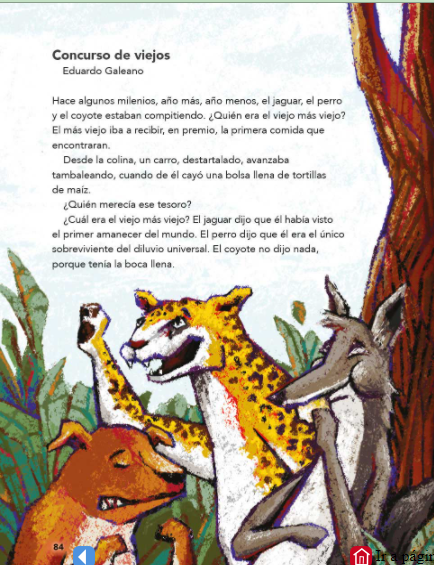 Concurso de viejos
Eduardo Galeano
Hace algunos milenios, año más, año menos, el jaguar, el perro
y el coyote estaban compitiendo. ¿Quién era el viejo más viejo?
El más viejo iba a recibir, en premio, la primera comida que
encontraran.
Desde la colina, un carro, destartalado, avanzaba
tambaleando, cuando de él cayó una bolsa llena de tortillas
de maíz.
¿Quién merecía ese tesoro?
¿Cuál era el viejo más viejo? El jaguar dijo que él había visto
el primer amanecer del mundo. El perro dijo que él era el único
sobreviviente del diluvio universal. El coyote no dijo nada,
porque tenía la boca llena.
84
Ir a págin